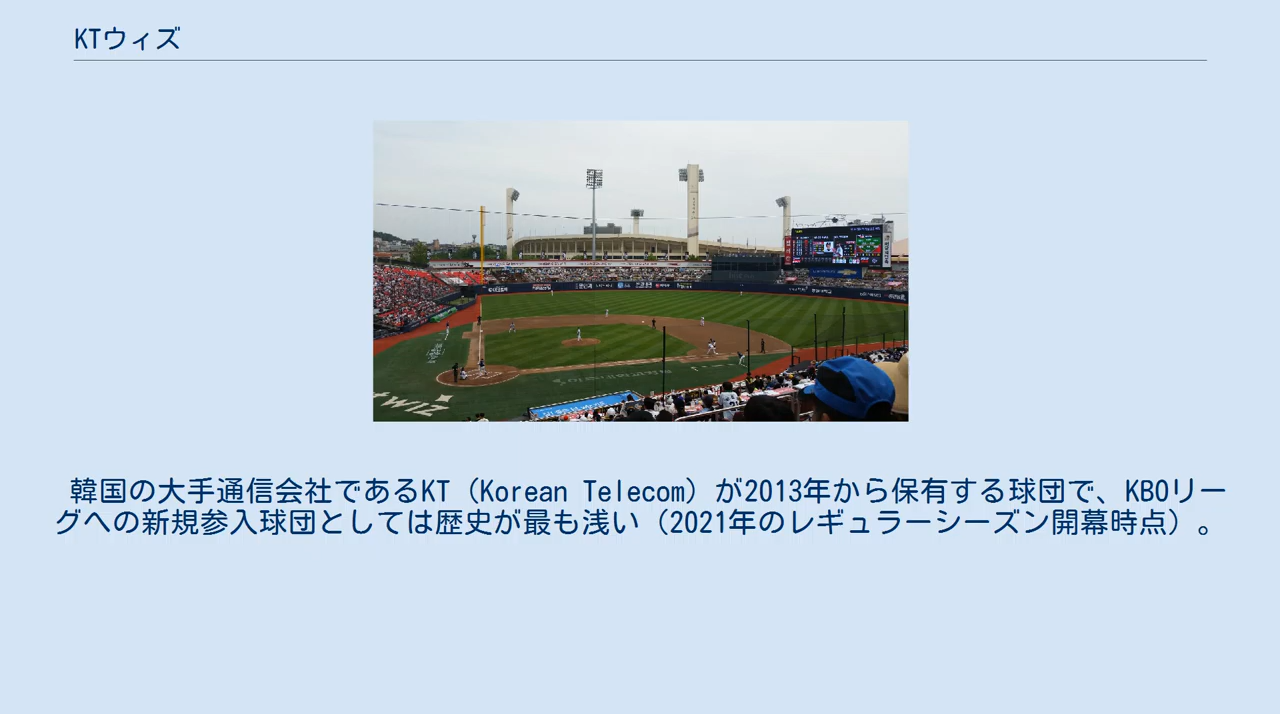 KTウィズ
twiz
韓国の大手通信会社であるKT（Korean Telecom）が2013年から保有する球団で、KBOリー
グへの新規参入球団としては歴史が最も浅い（2021年のレギュラーシーズン開幕時点）。